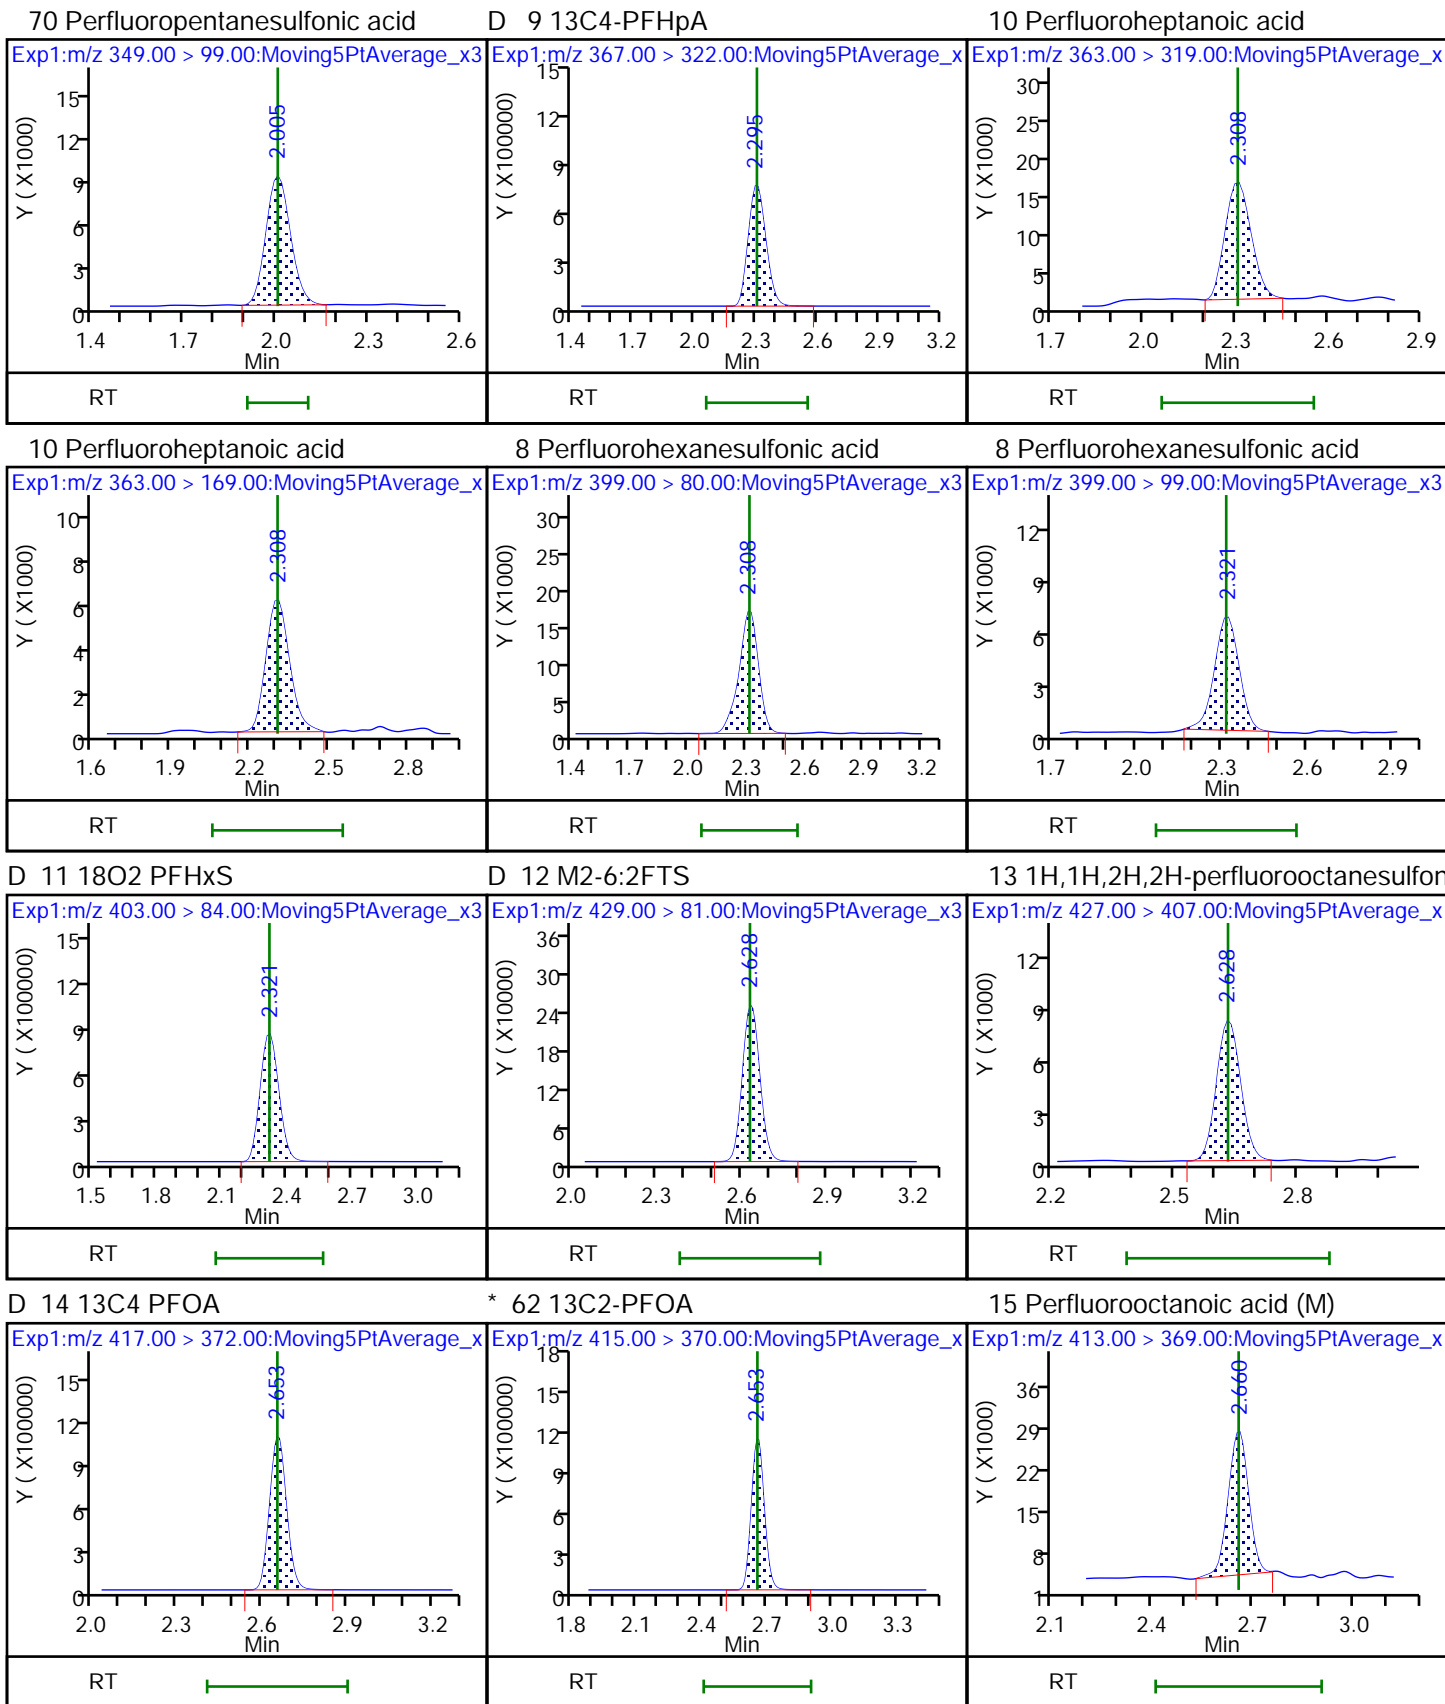 70 Perfluoropentanesulfonic acid
Exp1:m/z 349.00 > 99.00:Moving5PtAverage_x3
Y ( X1000)
15
12
9
6
3
0
2.005
1.4 1.7 2.0 2.3 2.6
Min
RT
D 9 13C4-PFHpA
Exp1:m/z 367.00 > 322.00:Moving5PtAverage_x
Y ( X100000)
15
12
9
6
3
0
2.295
1.4 1.7 2.0 2.3 2.6 2.9 3.2
Min
RT
10 Perfluoroheptanoic acid
Exp1:m/z 363.00 > 319.00:Moving5PtAverage_x
Y ( X1000)
30
25
20
15
10
5
0
2.308
1.7 2.0 2.3 2.6 2.9
Min
RT
10 Perfluoroheptanoic acid
Exp1:m/z 363.00 > 169.00:Moving5PtAverage_x
Y ( X1000)
10
8
6
4
2
0
2.308
1.6 1.9 2.2 2.5 2.8
Min
RT
8 Perfluorohexanesulfonic acid
Exp1:m/z 399.00 > 80.00:Moving5PtAverage_x3
Y ( X1000)
30
25
20
15
10
5
0
2.308
1.4 1.7 2.0 2.3 2.6 2.9 3.2
Min
RT
8 Perfluorohexanesulfonic acid
Exp1:m/z 399.00 > 99.00:Moving5PtAverage_x3
Y ( X1000)
12
9
6
3
0
2.321
1.7 2.0 2.3 2.6 2.9
Min
RT
D 11 18O2 PFHxS
Exp1:m/z 403.00 > 84.00:Moving5PtAverage_x3
Y ( X100000)
15
12
9
6
3
0
2.321
1.5 1.8 2.1 2.4 2.7 3.0
Min
RT
D 12 M2-6:2FTS
Exp1:m/z 429.00 > 81.00:Moving5PtAverage_x3
Y ( X10000)
36
30
24
18
12
6
0
2.628
2.0 2.3 2.6 2.9 3.2
Min
RT
13 1H,1H,2H,2H-perfluorooctanesulfon
Exp1:m/z 427.00 > 407.00:Moving5PtAverage_x
Y ( X1000)
12
9
6
3
0
2.628
2.2 2.5 2.8
Min
RT
D 14 13C4 PFOA
Exp1:m/z 417.00 > 372.00:Moving5PtAverage_x
Y ( X100000)
15
12
9
6
3
0
2.653
2.0 2.3 2.6 2.9 3.2
Min
RT
* 62 13C2-PFOA
Exp1:m/z 415.00 > 370.00:Moving5PtAverage_x
Y ( X100000)
18
15
12
9
6
3
0
2.653
1.8 2.1 2.4 2.7 3.0 3.3
Min
RT
15 Perfluorooctanoic acid (M)
Exp1:m/z 413.00 > 369.00:Moving5PtAverage_x
Y ( X1000)
36
29
22
15
8
1
2.660
2.1 2.4 2.7 3.0
Min
RT